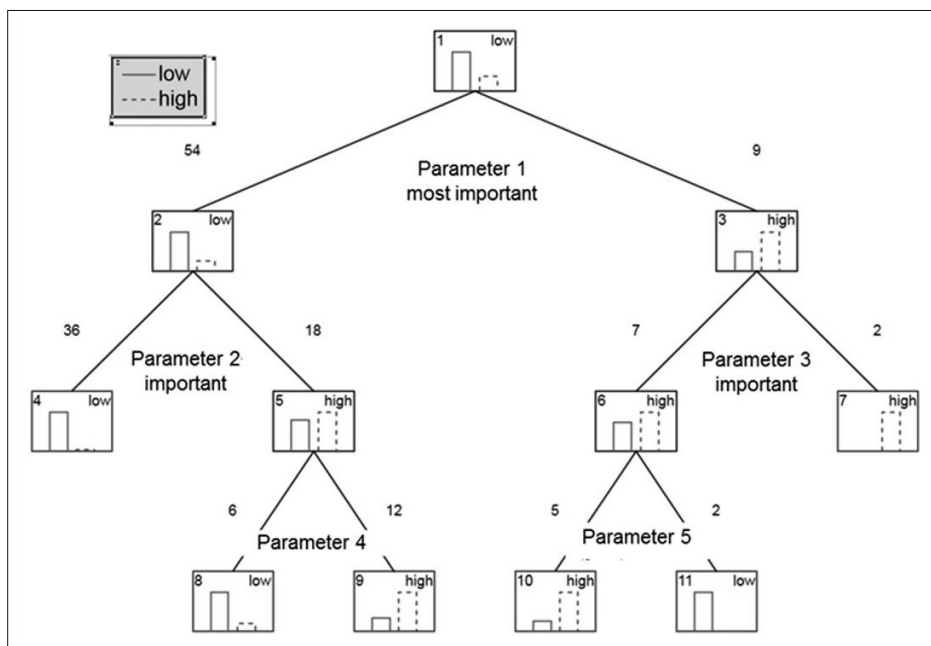 1 low
low
high
54
9
Parameter 1
most important
2 low
3 high
36
18
7
2
Parameter 2
important
Parameter 3
important
4 low
5 high
6 high
7 high
6
12
5
2
Parameter 4
Parameter 5
8 low
9 high
10 high
11 low